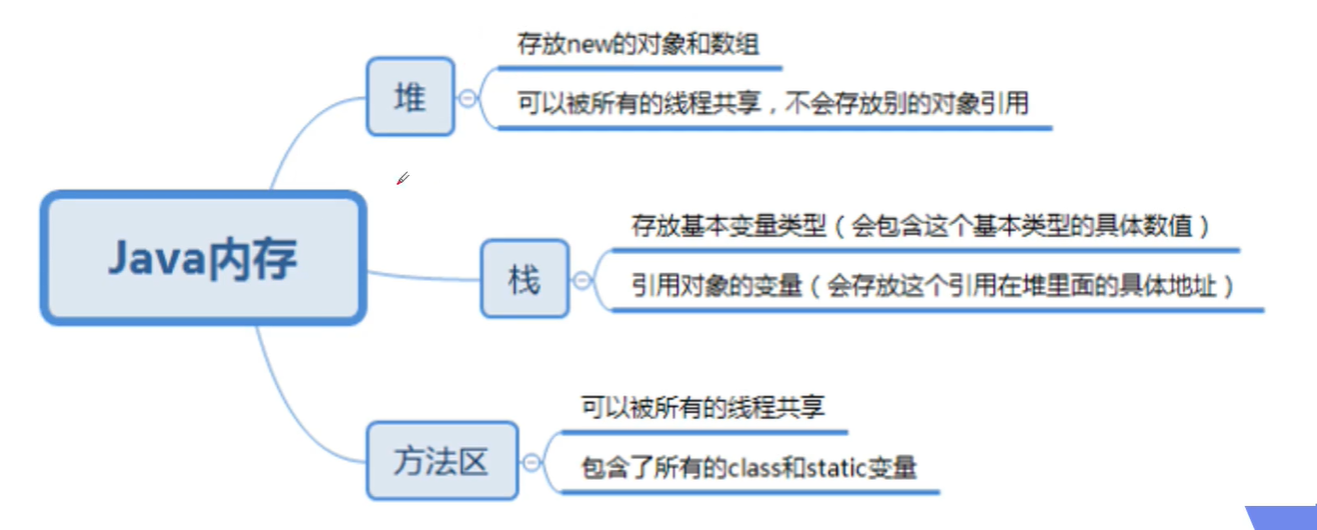 存放new的对象和数组
堆
可以被所有的线程共享，不会存放别的对象引用
Java内存
存放基本变量类型（会包含这个基本类型的具体数值）
栈
引用对象的变量（会存放这个引用在堆里面的具体地址）
可以被所有的线程共享
方法区
包含了所有的class和static变量